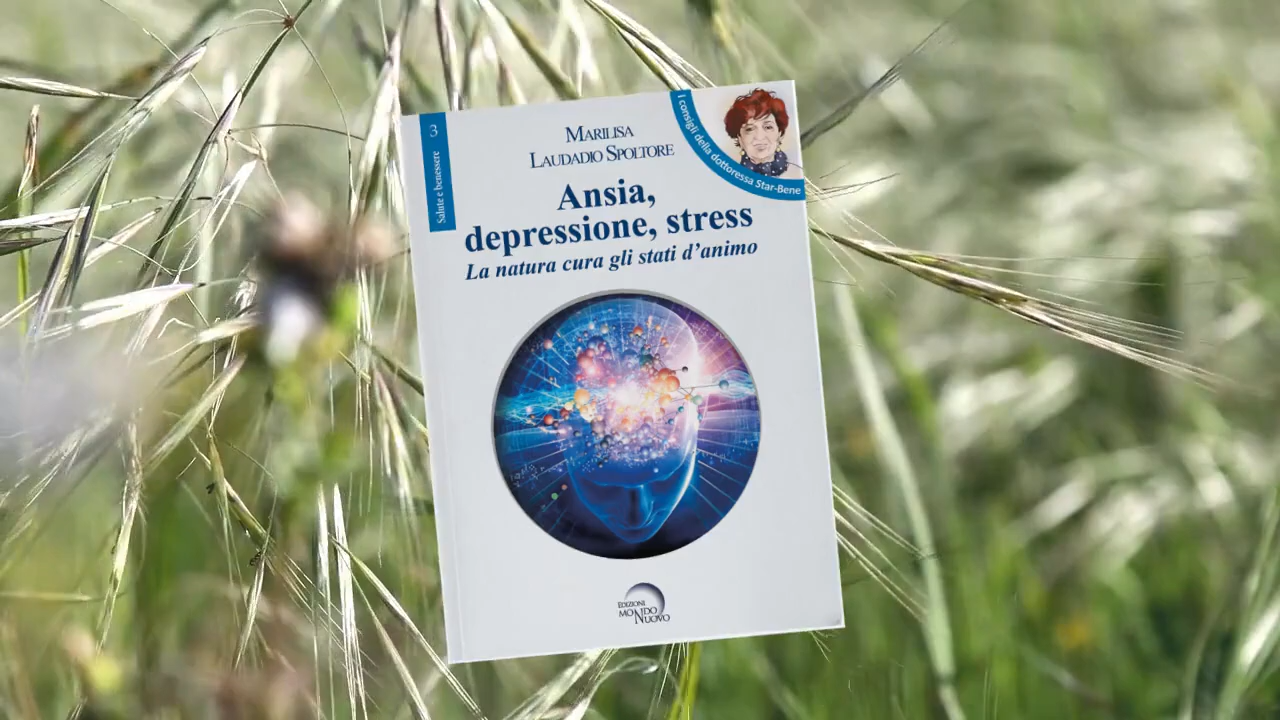 3
Salute e benessere
MARILISA
LAUDADIO SPOLTORE
I consigli della dottoressa Star-Bene
Ansia,
depressione, stress
La natura cura gli stati d'animo
EDIZIONI
MONDO
NUOVO